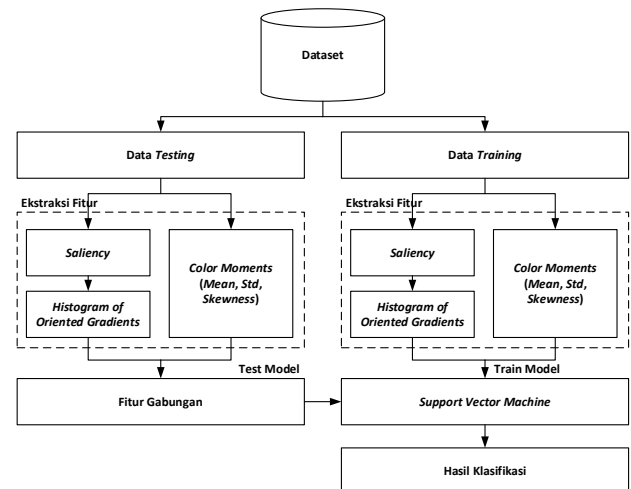 Dataset
Data Testing
Data Training
Ekstraksi Fitur
Saliency
Histogram of
Oriented Gradients
Color Moments
(Mean, Std,
Skewness)
Ekstraksi Fitur
Saliency
Histogram of
Oriented Gradients
Color Moments
(Mean, Std,
Skewness)
Test Model
Train Model
Fitur Gabungan
Support Vector Machine
Hasil Klasifikasi